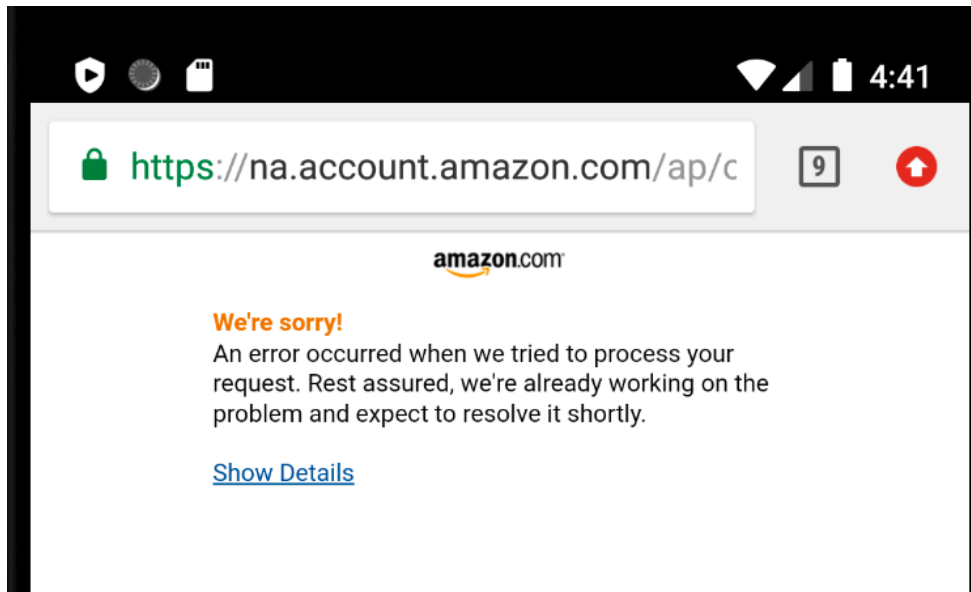 4:41
https://na.account.amazon.com/ap/c
9
amazon.com
We're sorry!
An error occurred when we tried to process your
request. Rest assured, we're already working on the
problem and expect to resolve it shortly.
Show Details